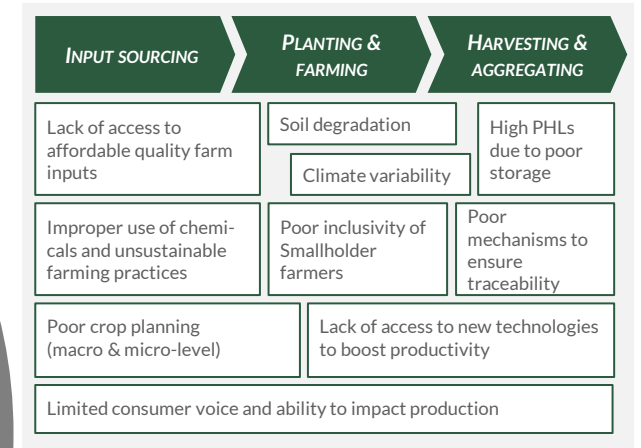 INPUT SOURCING
PLANTING &
FARMING
HARVESTING &
AGGREGATING
Lack of access to
affordable quality farm
inputs
Soil degradation
Climate variability
High PHLs
due to poor
storage
Improper use of chemi-
cals and unsustainable
farming practices
Poor inclusivity of
Smallholder
farmers
Poor
mechanisms to
ensure
traceability
Poor crop planning
(macro & micro-level)
Lack of access to new technologies
to boost productivity
Limited consumer voice and ability to impact production